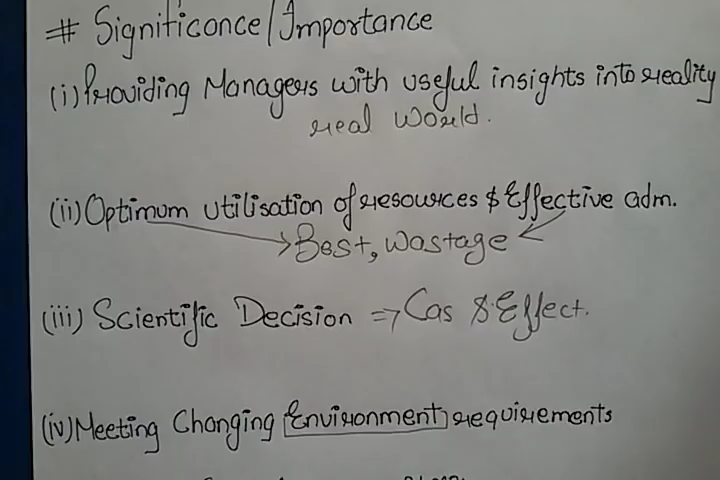 # Significance/Importance
(i) Providing Managers with useful insights into reality
real World.
(ii) Optimum utilisation of resources & Effective adm.
Best, Wastage
(iii) Scientific Decision => Cas & Effect.
(iv) Meeting Changing Environment requirements